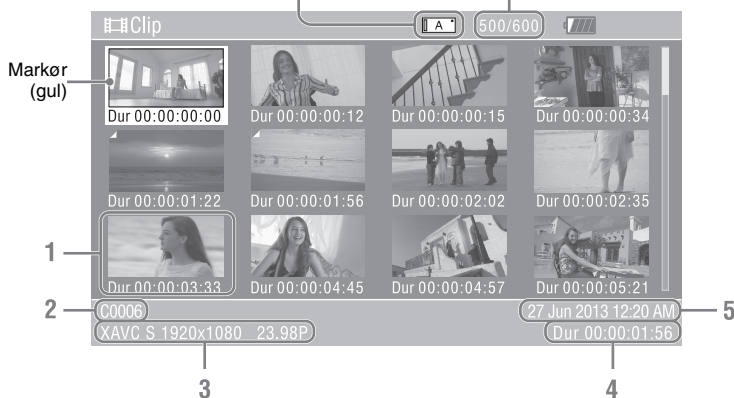 Clip A 500/600
Markør
(gul)
Dur 00:00:00:00 Dur 00:00:00:12 Dur 00:00:00:15 Dur 00:00:00:34
Dur 00:00:01:22 Dur 00:00:01:56 Dur 00:00:02:02 Dur 00:00:02:35
1
Dur 00:00:03:33 Dur 00:00:04:45 Dur 00:00:04:57 Dur 00:00:05:21
2 C0006 27 Jun 2013 12:20 AM 5
XAVC S 1920x1080 23.98P Dur 00:00:01:56
3 4